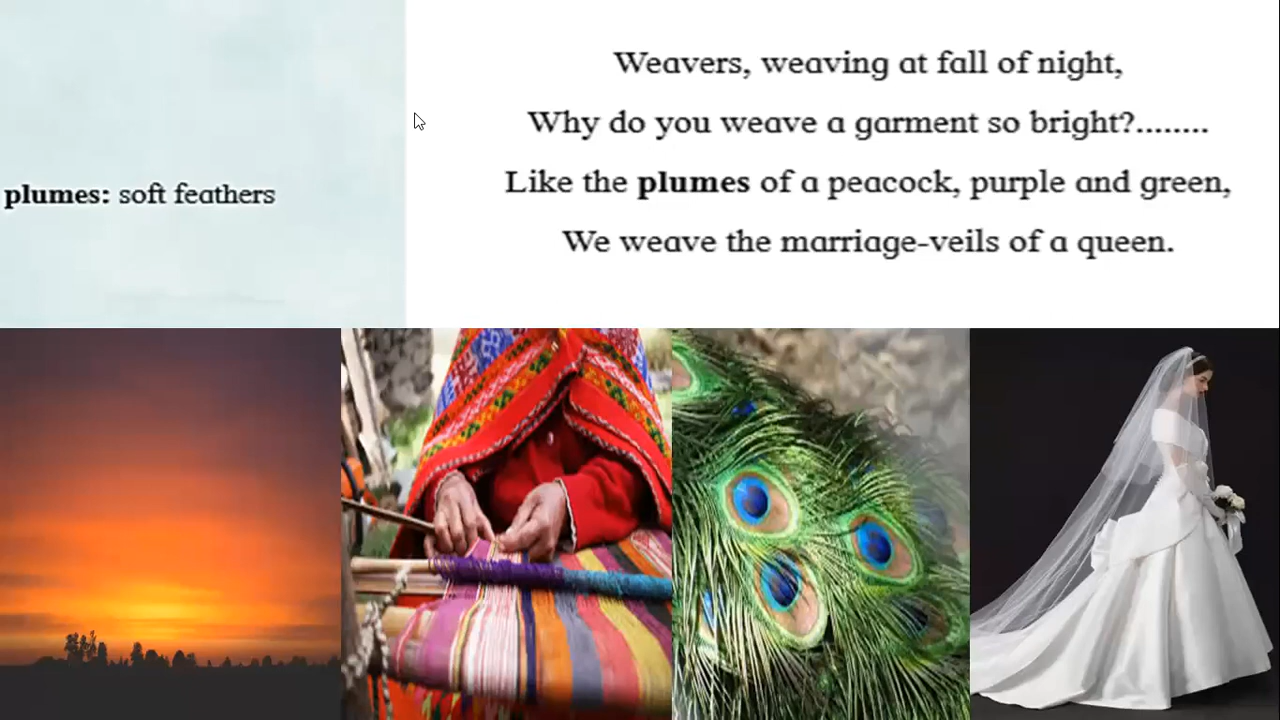 plumes: soft feathers
Weavers, weaving at fall of night,
Why do you weave a garment so bright?........
Like the plumes of a peacock, purple and green,
We weave the marriage-veils of a queen.